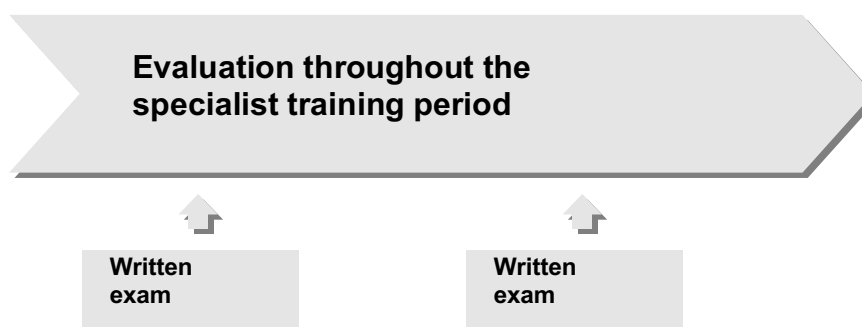 Evaluation throughout the
specialist training period
Written
exam
Written
exam